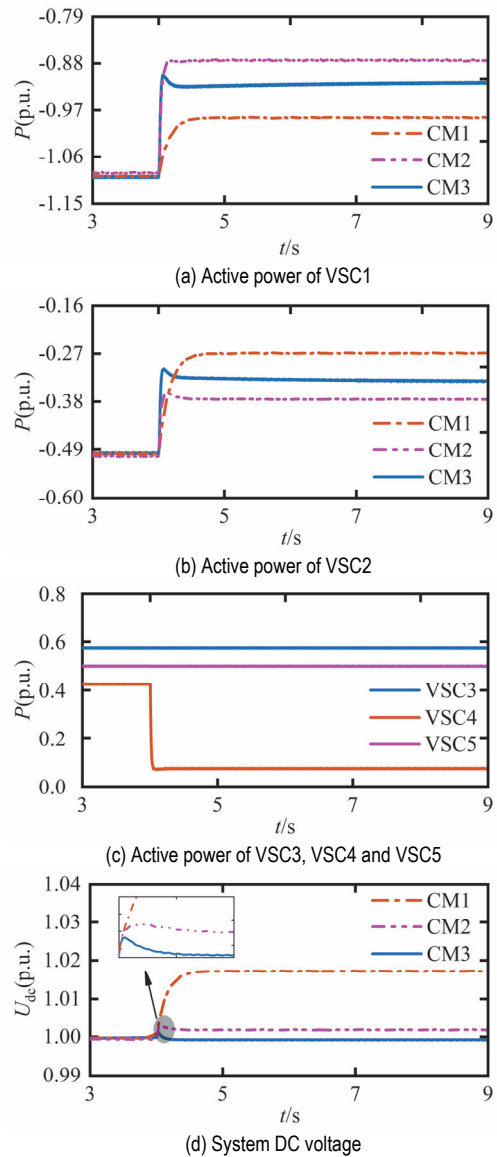 -0.79
-0.88
-0.97
-1.06
-1.15
P(p.u.)
CM1
CM2
CM3
3 5 7 9
t/s
(a) Active power of VSC1
-0.16
-0.27
-0.38
-0.49
-0.60
P(p.u.)
CM1
CM2
CM3
3 5 7 9
t/s
(b) Active power of VSC2
0.8
0.6
0.4
0.2
0.0
P(p.u.)
VSC3
VSC4
VSC5
3 5 7 9
t/s
(c) Active power of VSC3, VSC4 and VSC5
1.04
1.03
1.02
1.00
0.99
Udc(p.u.)
CM1
CM2
CM3
3 5 7 9
t/s
(d) System DC voltage